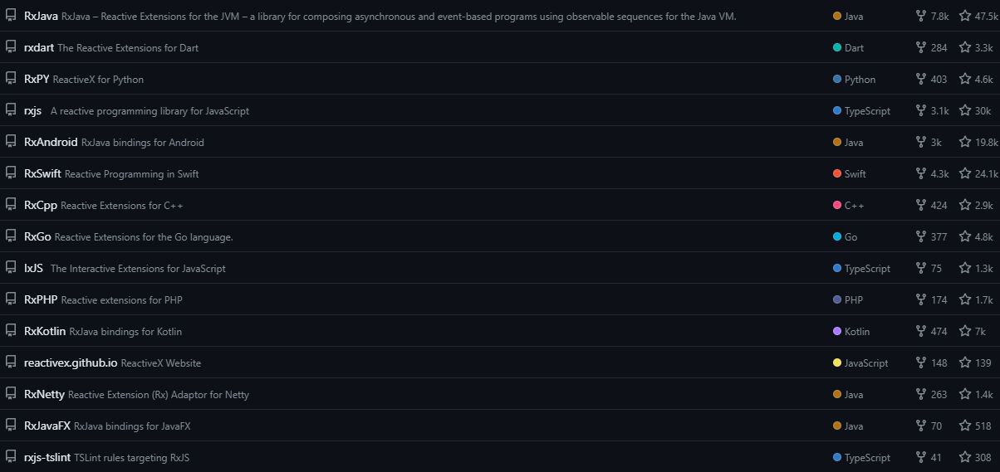 RxJava RxJava – Reactive Extensions for the JVM – a library for composing asynchronous and event-based programs using observable sequences for the Java VM. Java 7.8k 47.5k
rxdart The Reactive Extensions for Dart Dart 284 3.3k
RxPY ReactiveX for Python Python 403 4.6k
rxjs A reactive programming library for JavaScript TypeScript 3.1k 30k
RxAndroid RxJava bindings for Android Java 3k 19.8k
RxSwift Reactive Programming in Swift Swift 4.3k 24.1k
RxCpp Reactive Extensions for C++ C++ 424 2.9k
RxGo Reactive Extensions for the Go language. Go 377 4.8k
IxJS The Interactive Extensions for JavaScript TypeScript 75 1.3k
RxPHP Reactive extensions for PHP PHP 174 1.7k
RxKotlin RxJava bindings for Kotlin Kotlin 474 7k
reactivex.github.io ReactiveX Website JavaScript 148 139
RxNetty Reactive Extension (Rx) Adaptor for Netty Java 263 1.4k
RxJavaFX RxJava bindings for JavaFX Java 70 518
rxjs-tslint TSLint rules targeting RxJS TypeScript 41 308